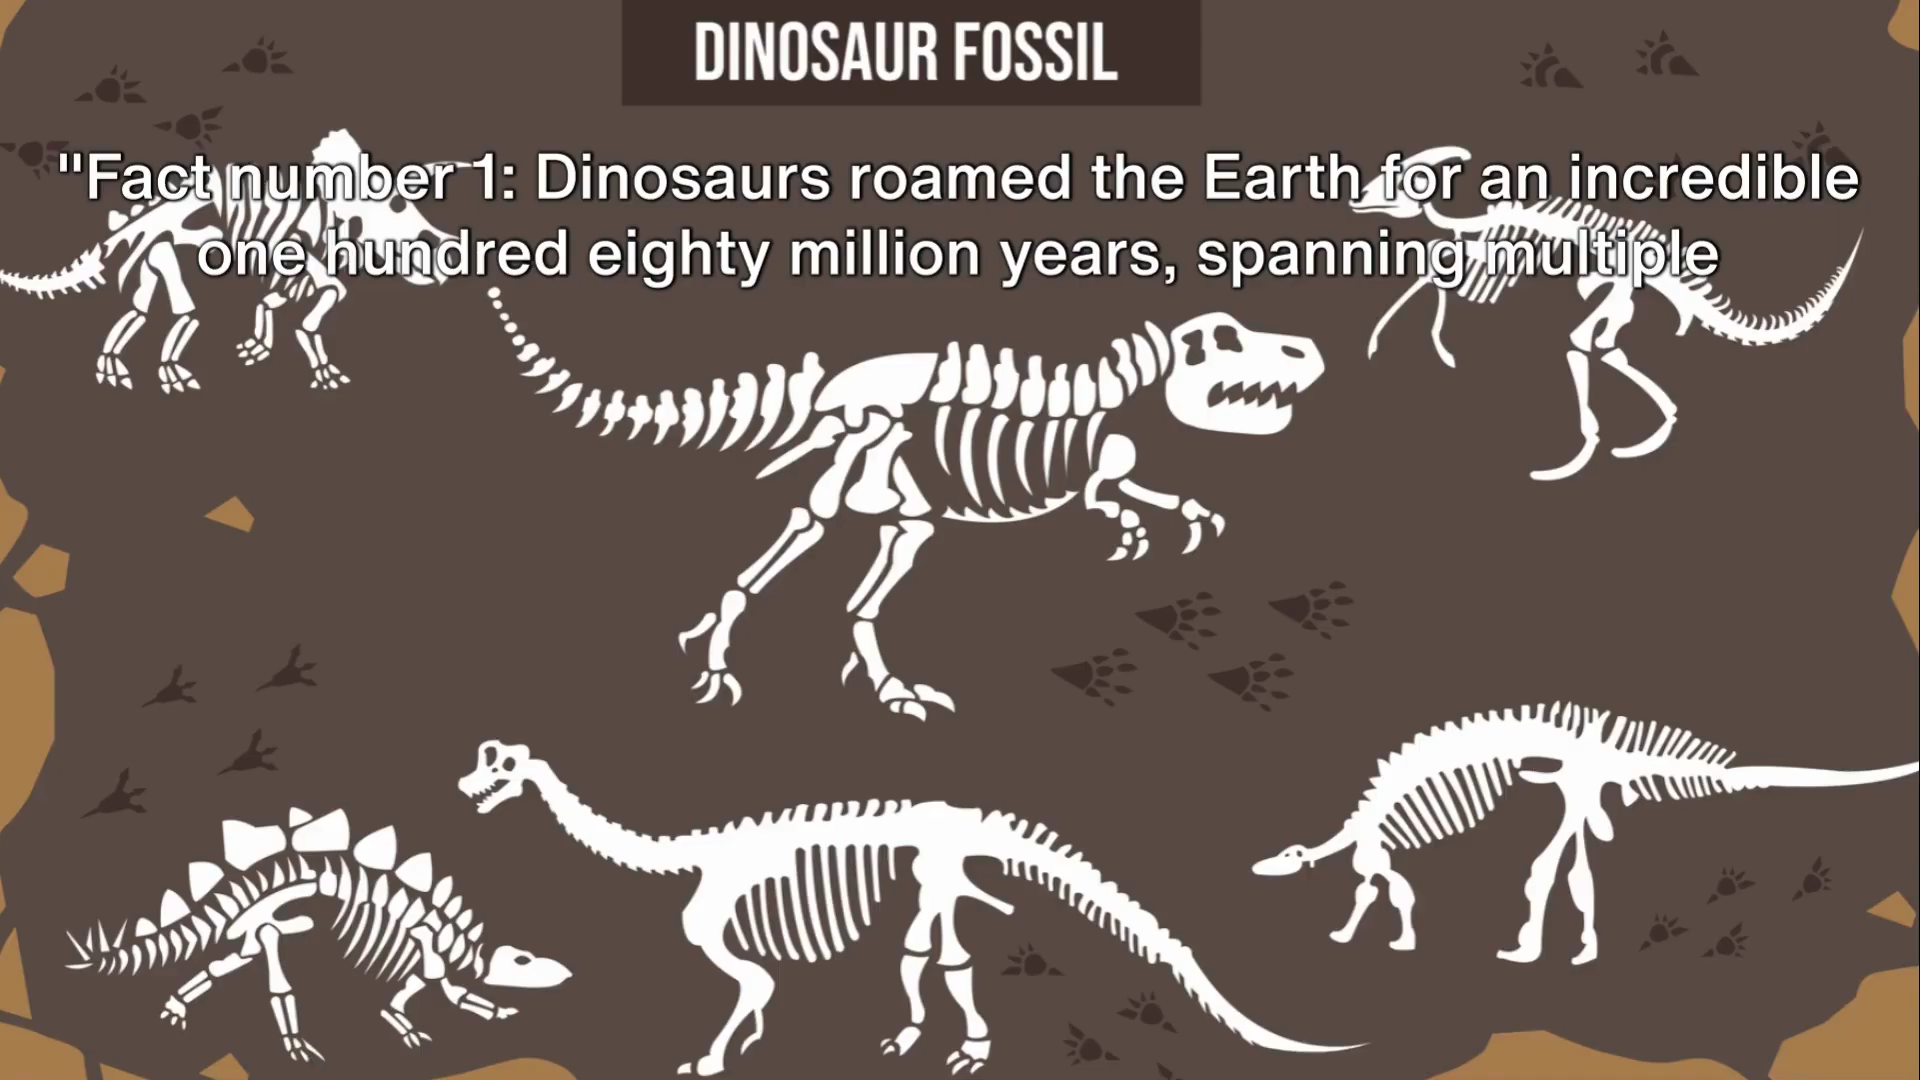 DINOSAUR FOSSIL
"Fact number 1: Dinosaurs roamed the Earth for an incredible
one hundred eighty million years, spanning multiple